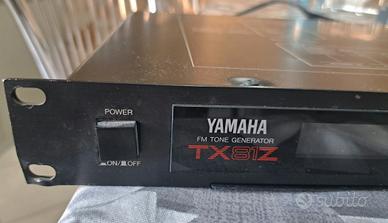 POWER
ON/OFF
YAMAHA
FM TONE GENERATOR
TX81Z
subito